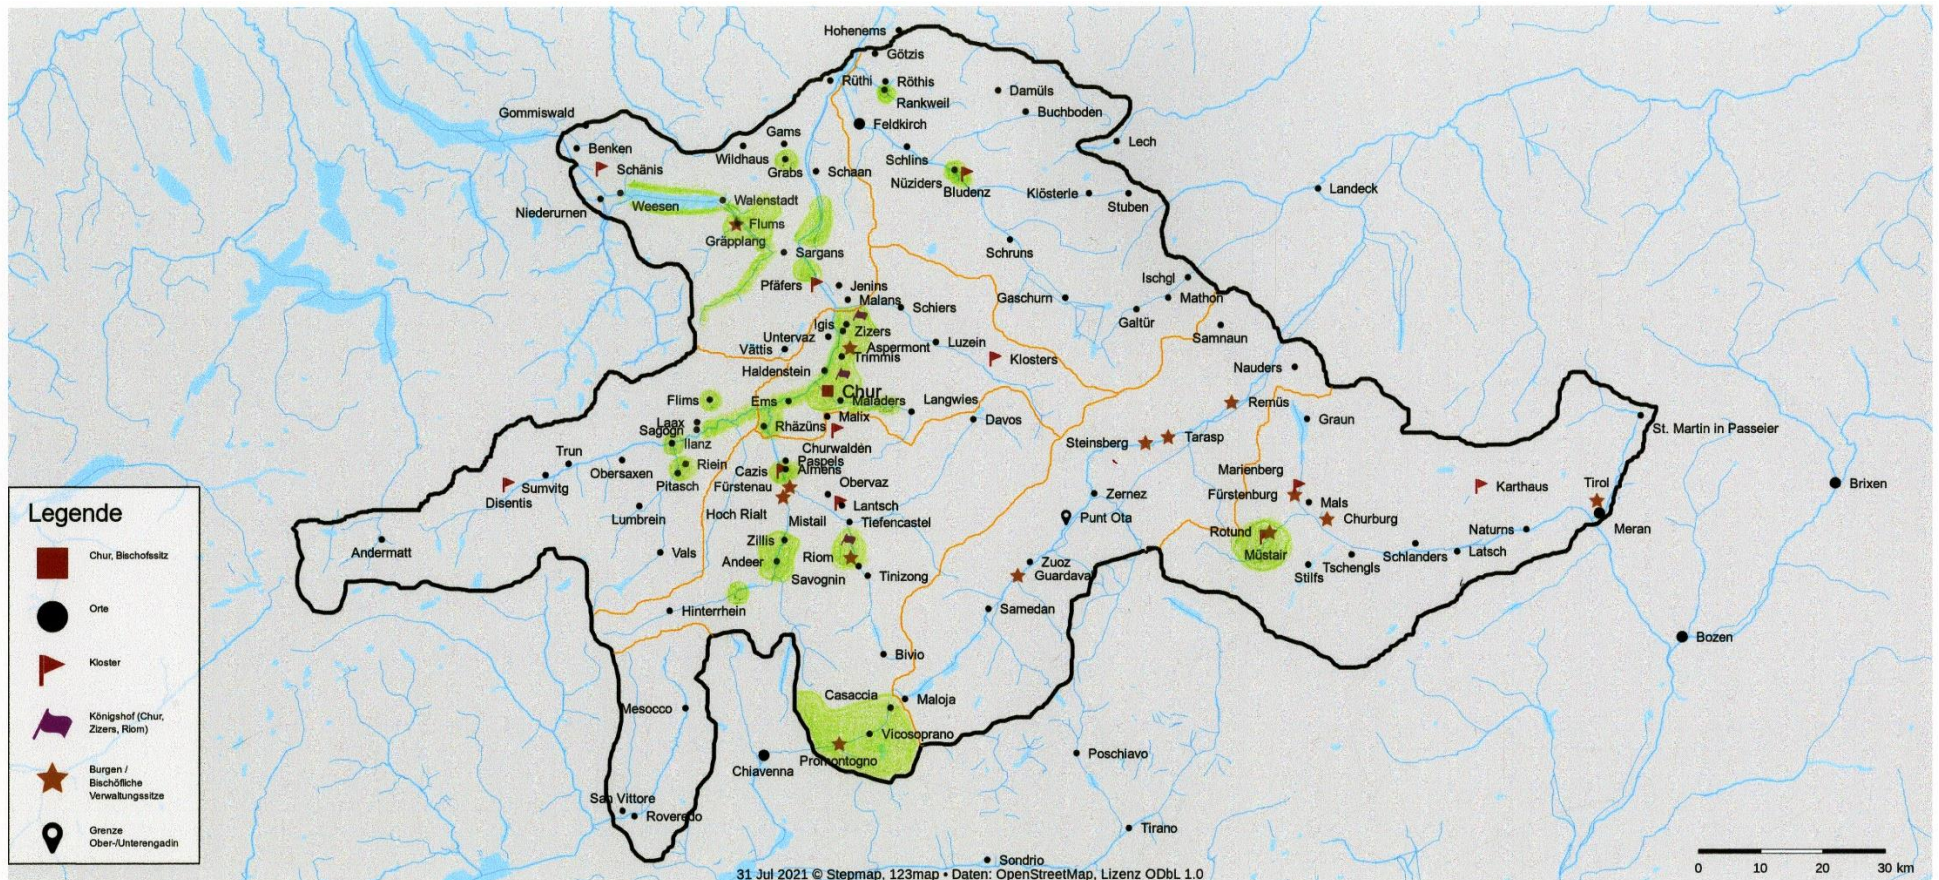 Hohenems
Götzis
Rüthi
Röthis
Rankweil
Damüls
Buchboden
Gommiswald
Feldkirch
Gams
Benken
Wildhaus
Grabs
Schlins
Lech
Schänis
Schaan
Nüziders
Bludenz
Klösterle
Stuben
Landeck
Niederurnen
Weesen
Walenstadt
Flums
Gräpplang
Sargans
Schruns
Ischgl
Pfäfers
Jenins
Malans
Schiers
Gaschurn
Mathon
Galtür
Igis
Zizers
Untervaz
Samnaun
Vättis
Aspermont
Luzein
Trimmis
Klosters
Haldenstein
Nauders
Chur
Flims
Ems
Maladers
Langwies
Remüs
Laax
Malix
Davos
Graun
Sagogn
Rhäzüns
St. Martin in Passeier
Ilanz
Steinsberg
Tarasp
Trun
Churwalden
Riein
Paspels
Obersaxen
Cazis
Almens
Marienberg
Pitasch
Fürstenau
Obervaz
Karthaus
Tirol
Brixen
Sumvitg
Disentis
Zernez
Fürstenburg
Mals
Lantsch
Hoch Rialt
Lumbrein
Mistail
Tiefencastel
Punt Ota
Churburg
Naturns
Meran
Rotund
Zillis
Andermatt
Vals
Müstair
Schlanders
Latsch
Andeer
Riom
Zuoz
Tschengls
Savognin
Tinizong
Guardaval
Stilfs
Hinterrhein
Samedan
Bozen
Bivio
Casaccia
Maloja
Mesocco
Vicosoprano
Promontogno
Chiavenna
Poschiavo
San Vittore
Roveredo
Tirano
Sondrio
Legende
Chur, Bischofssitz
Orte
Kloster
Königshof (Chur,
Zizers, Riom)
Burgen /
Bischöfliche
Verwaltungssitze
Grenze
Ober-/Unterengadin
0 10 20 30 km
31 Jul 2021 © Stepmap, 123map • Daten: OpenStreetMap, Lizenz ODbL 1.0